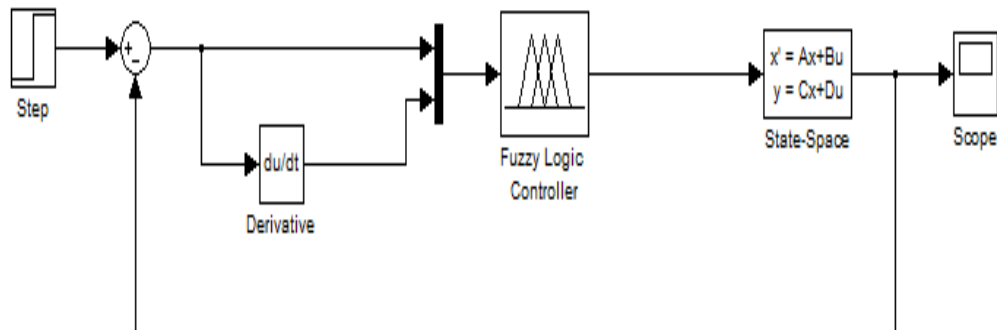 +
−
Step
du/dt
Derivative
Fuzzy Logic
Controller
x' = Ax+Bu
y = Cx+Du
State-Space
Scope